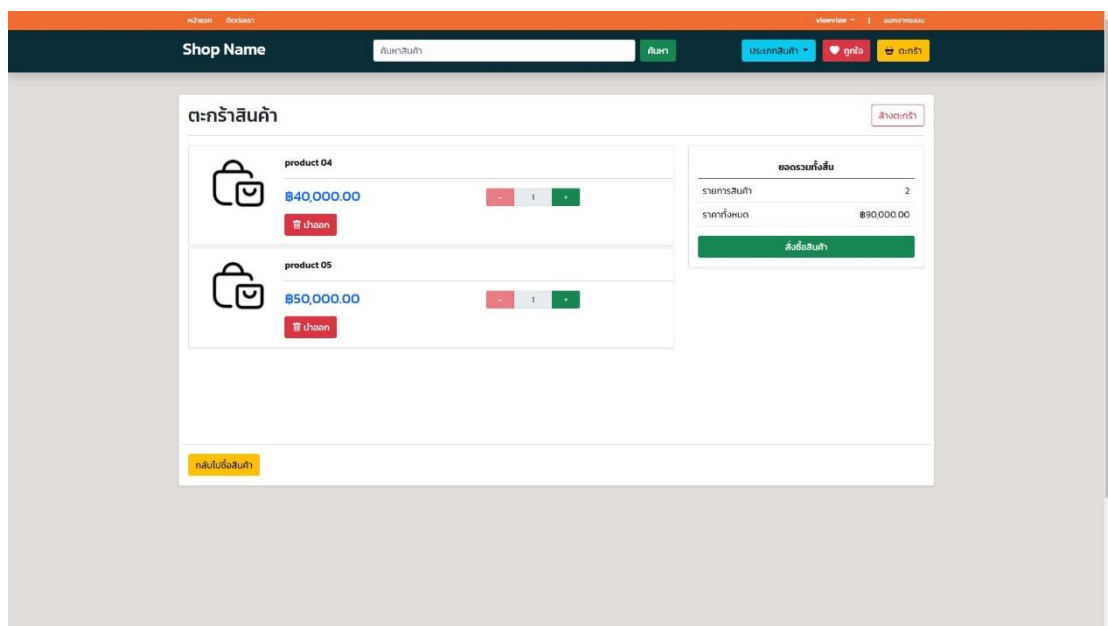 หน้าแรก ติดต่อเรา viewview | ออกจากระบบ
Shop Name ค้นหาสินค้า ค้นหา ประเภทสินค้า ถูกใจ ตะกร้า
ตะกร้าสินค้า ล้างตะกร้า
product 04
฿40,000.00 - 1 +
นำออก
product 05
฿50,000.00 - 1 +
นำออก
ยอดรวมทั้งสิ้น
รายการสินค้า 2
ราคาทั้งหมด ฿90,000.00
สั่งซื้อสินค้า
กลับไปซื้อสินค้า